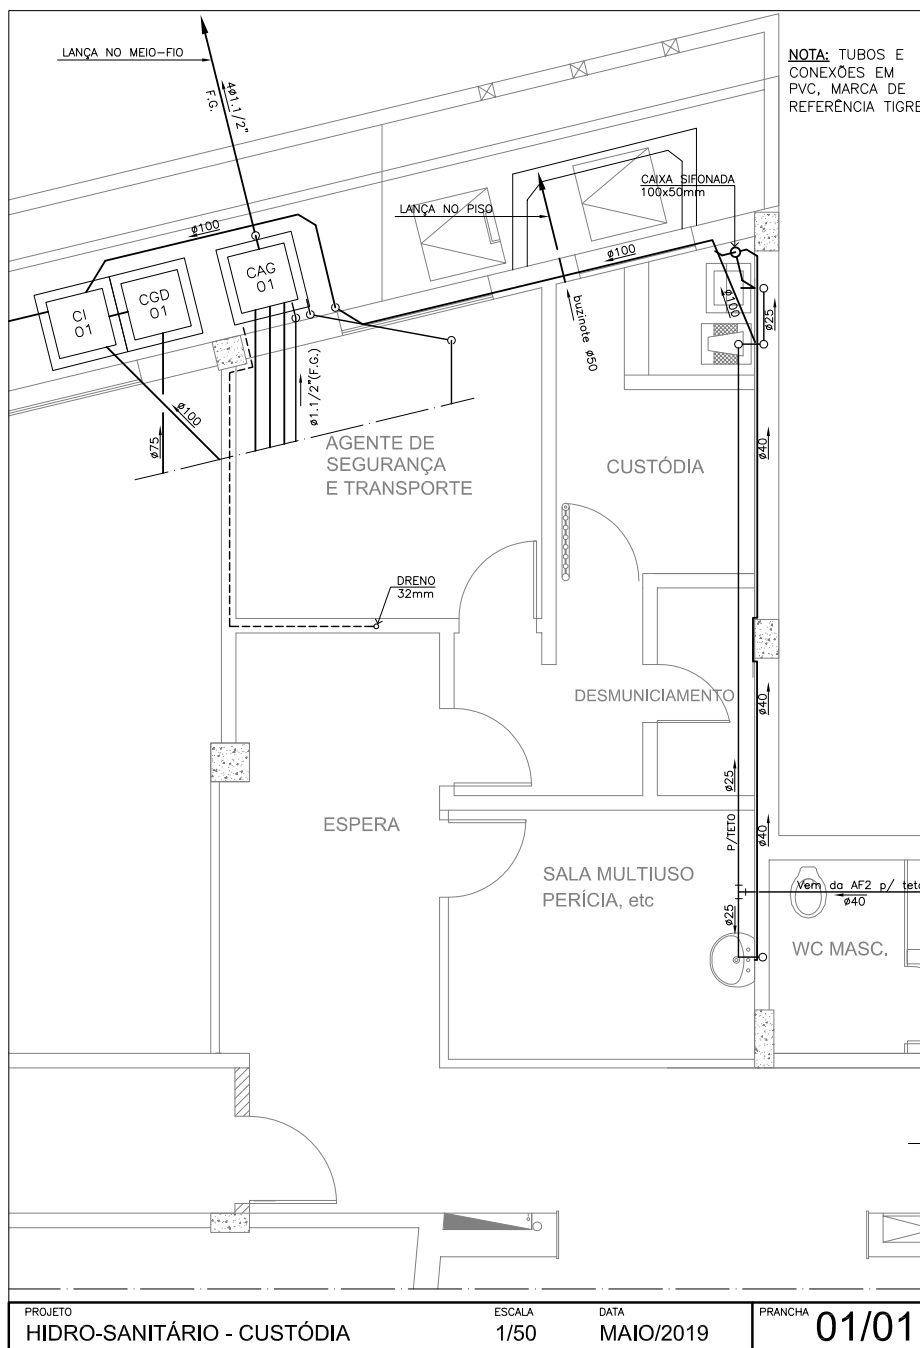 LANÇA NO MEIO-FIO
4ø1.1/2"
F.G.
NOTA: TUBOS E
CONEXÕES EM
PVC, MARCA DE
REFERÊNCIA TIGRE
CAIXA SIFONADA
100x50mm
LANÇA NO PISO
ø100
ø100
CAG
01
CGD
01
CI
01
ø100
ø25
buzinote ø50
ø1.1/2"(F.G.)
ø100
ø75
ø40
AGENTE DE
SEGURANÇA
E TRANSPORTE
CUSTÓDIA
DRENO
32mm
DESMUNICIAMENTO
ø40
ø25
P/TETO
ø40
ESPERA
SALA MULTIUSO
PERÍCIA, etc
Vem da AF2 p/ teto
ø40
ø25
WC MASC.
PROJETO
HIDRO-SANITÁRIO - CUSTÓDIA
ESCALA
1/50
DATA
MAIO/2019
PRANCHA
01/01